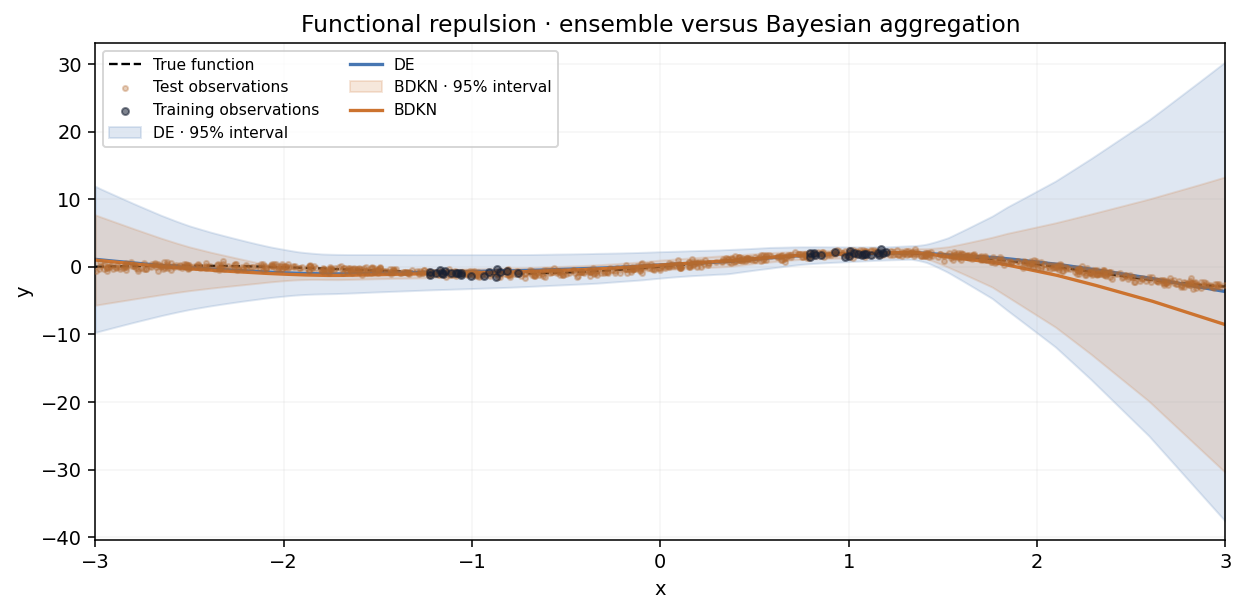 Functional repulsion · ensemble versus Bayesian aggregation
True function
Test observations
Training observations
DE · 95% interval
DE
BDKN · 95% interval
BDKN
30
20
10
0
−10
−20
−30
−40
y
−3
−2
−1
0
1
2
3
x